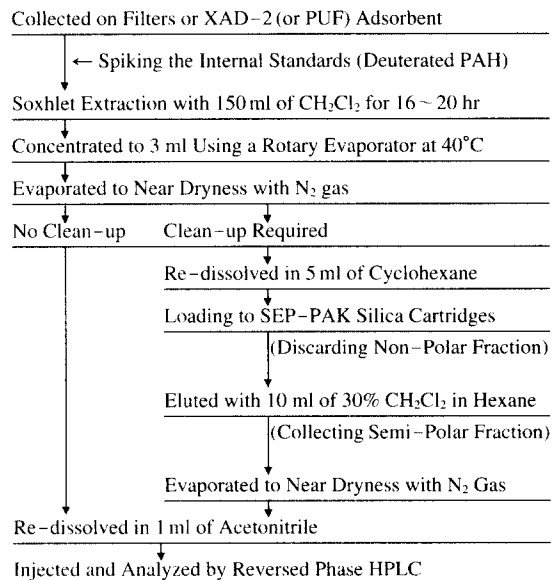 Collected on Filters or XAD-2 (or PUF) Adsorbent
← Spiking the Internal Standards (Deuterated PAH)
Soxhlet Extraction with 150 ml of CH₂Cl₂ for 16 ~ 20 hr
Concentrated to 3 ml Using a Rotary Evaporator at 40°C
Evaporated to Near Dryness with N₂ gas
No Clean-up Clean-up Required
Re-dissolved in 5 ml of Cyclohexane
Loading to SEP-PAK Silica Cartridges
(Discarding Non-Polar Fraction)
Eluted with 10 ml of 30% CH₂Cl₂ in Hexane
(Collecting Semi-Polar Fraction)
Evaporated to Near Dryness with N₂ Gas
Re-dissolved in 1 ml of Acetonitrile
Injected and Analyzed by Reversed Phase HPLC